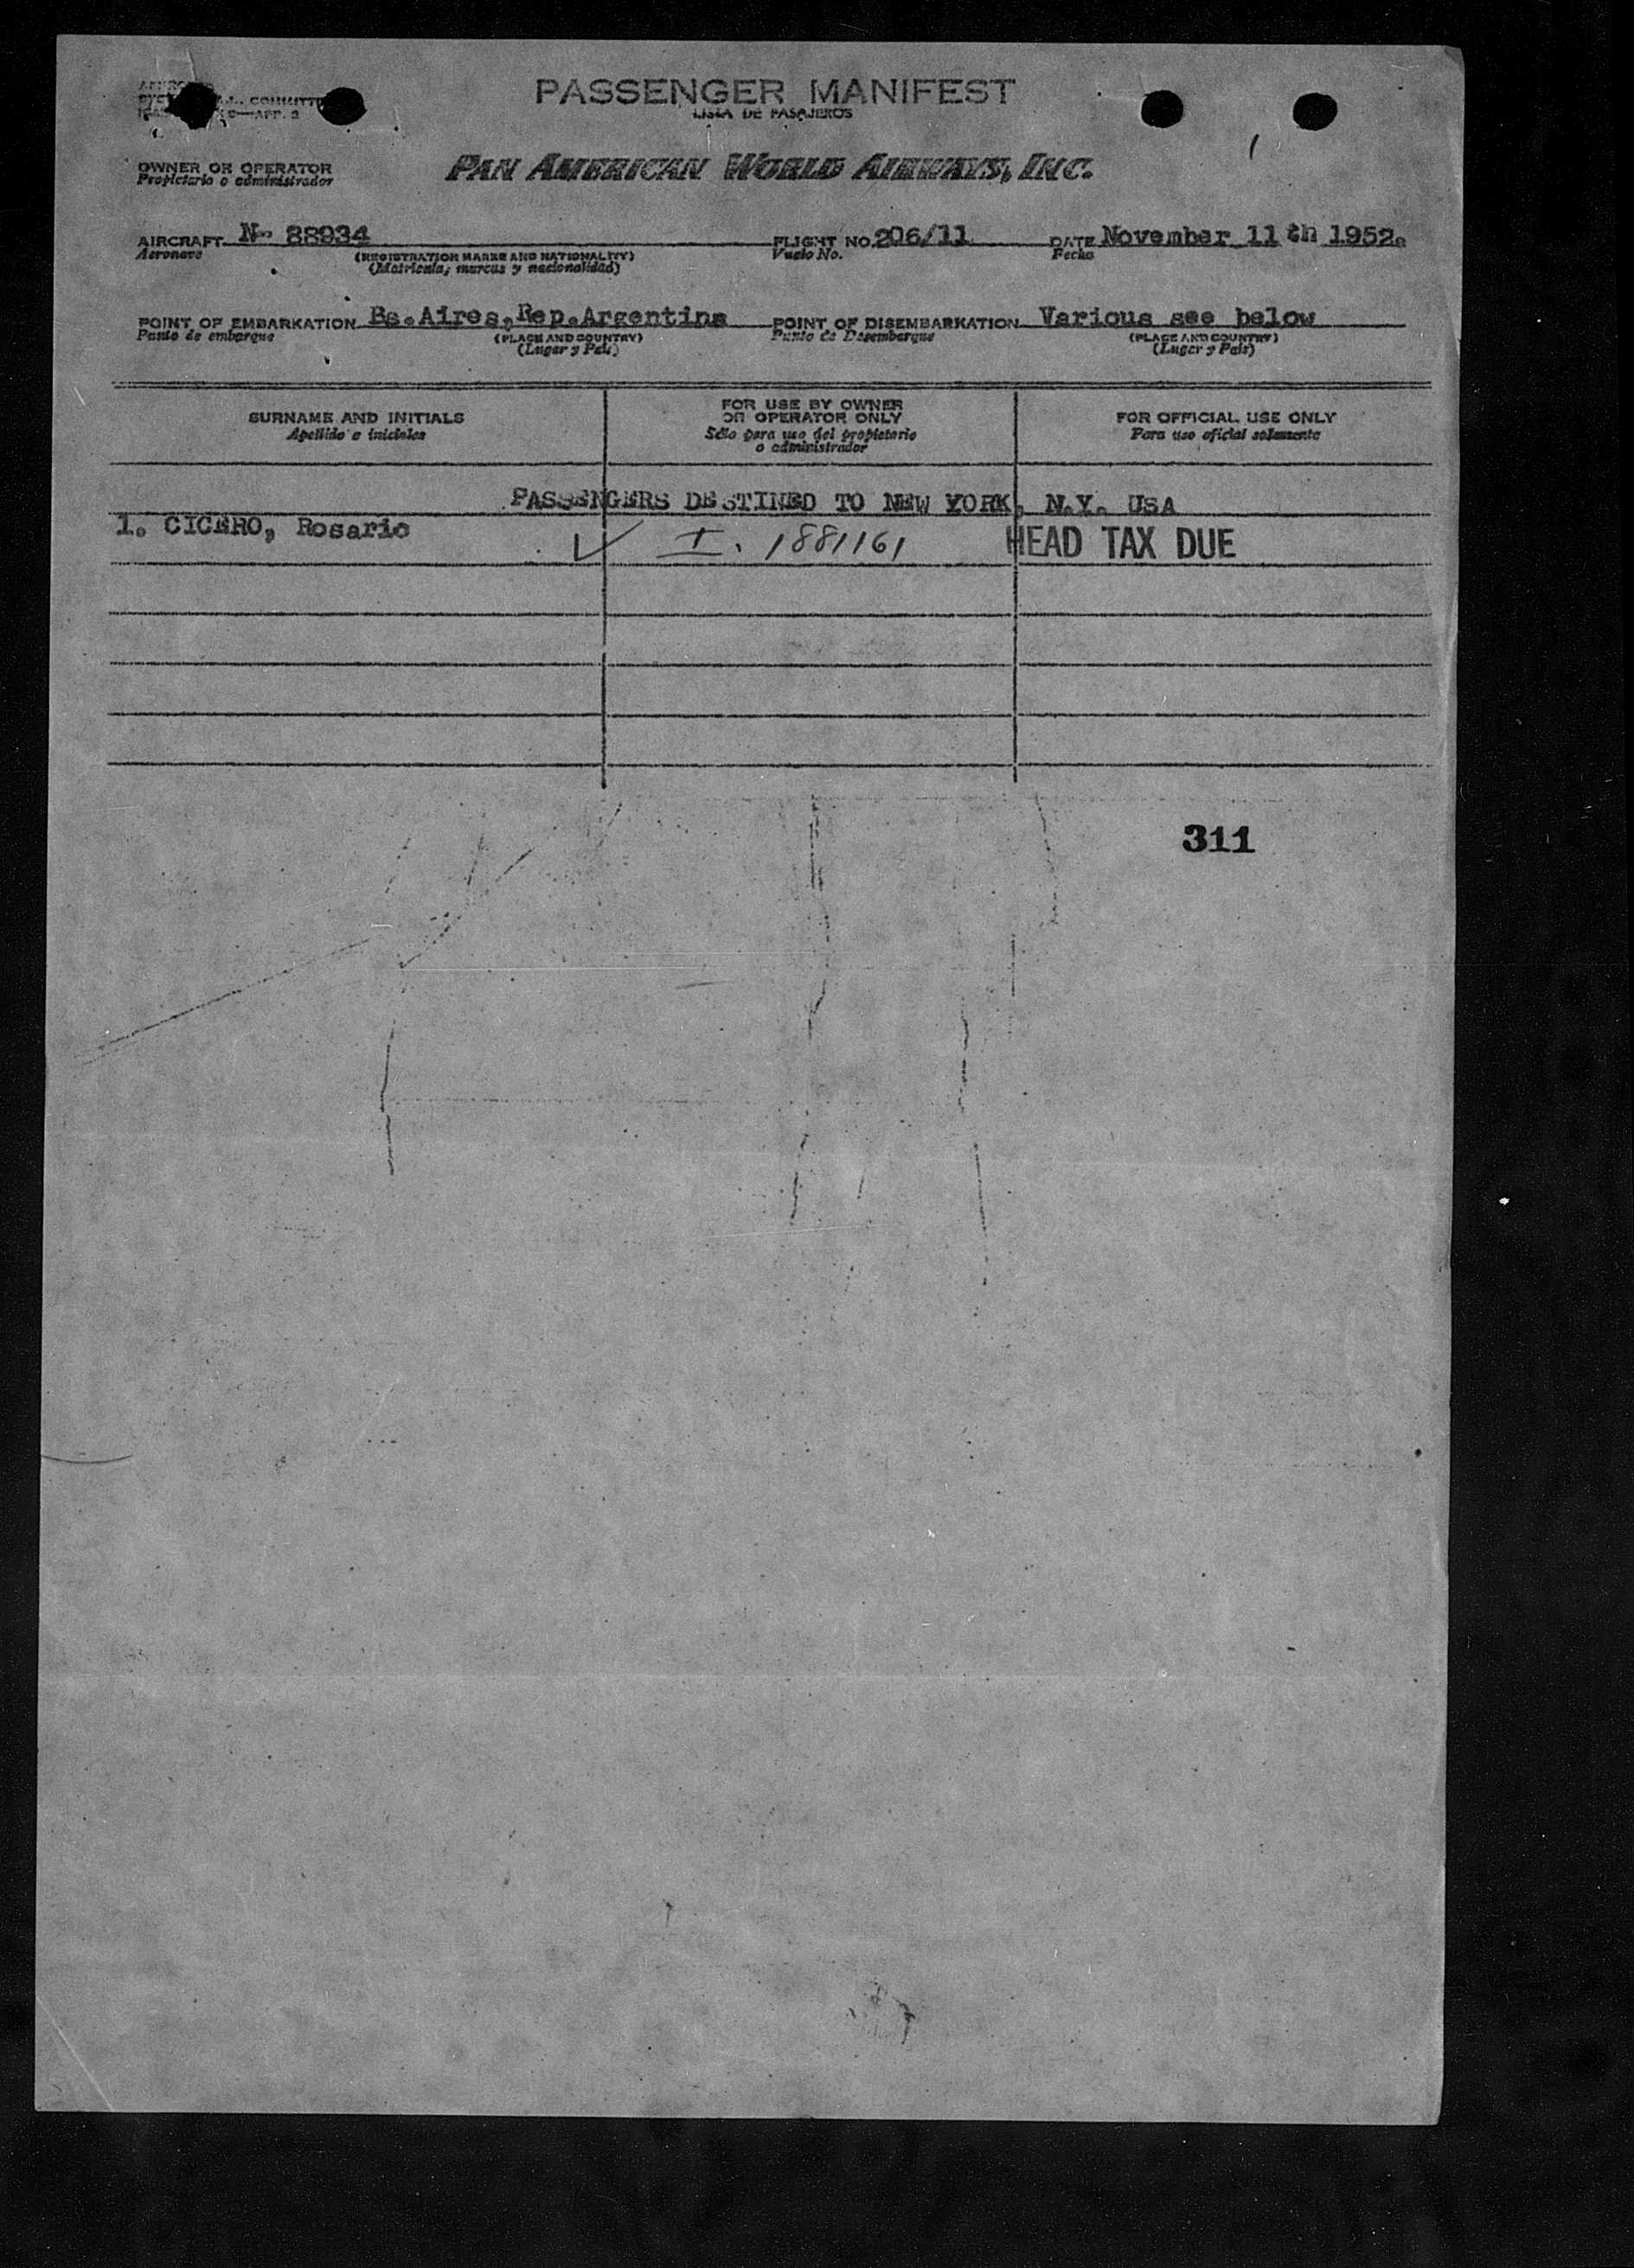 PASSENGER MANIFEST
LISTA DE PASAJEROS
OWNER OR OPERATOR
Propietario o administrador
PAN AMERICAN WORLD AIRWAYS, INC.
AIRCRAFT N- 88934 FLIGHT NO. 206/11 DATE November 11th 1952.
Aeronave (REGISTRATION MARKS AND NATIONALITY) Vuelo No. Fecha
(Matricula, marcas y nacionalidad)
POINT OF EMBARKATION Bs.Aires,Rep.Argentina POINT OF DISEMBARKATION Various see below
Punto de embarque (PLACE AND COUNTRY) Punto de Desembarque (PLACE AND COUNTRY)
(Lugar y País) (Lugar y País)
SURNAME AND INITIALS
Apellido e iniciales
FOR USE BY OWNER
OR OPERATOR ONLY
Sólo para uso del propietario
o administrador
FOR OFFICIAL USE ONLY
Para uso oficial solamente
PASSENGERS DESTINED TO NEW YORK, N.Y. USA
1. CICERO, Rosario I. 1881161 HEAD TAX DUE
311